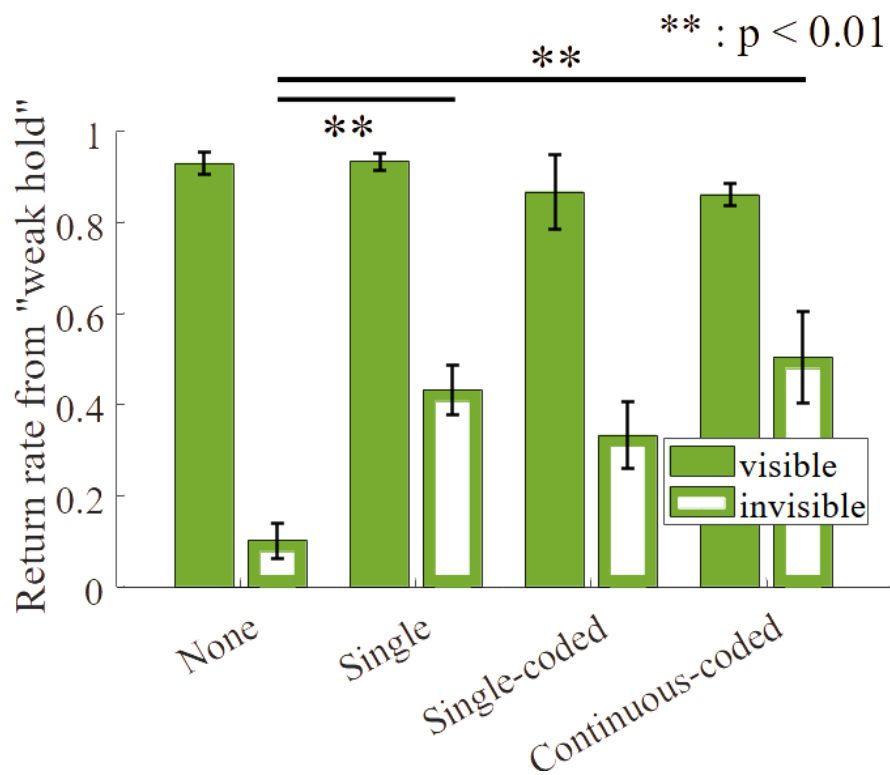 ** : p < 0.01
**
**
Return rate from "weak hold"
1
0.8
0.6
0.4
0.2
0
visible
invisible
None
Single
Single-coded
Continuous-coded